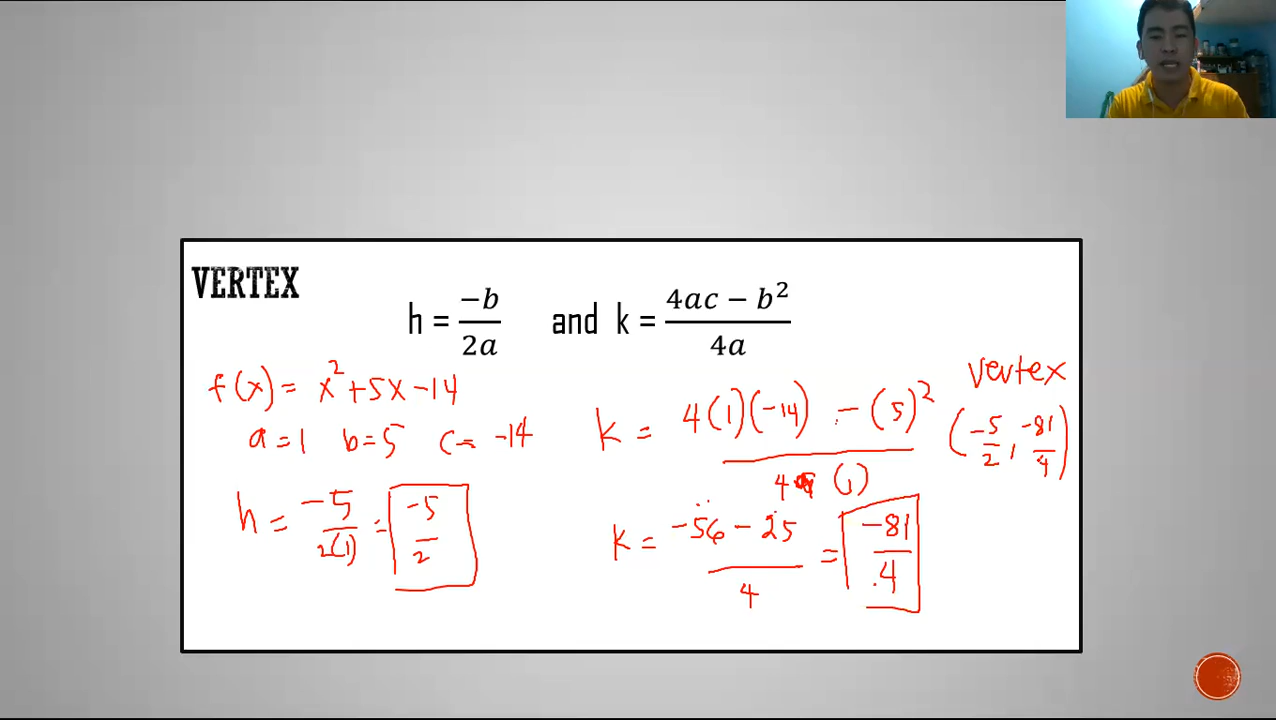 VERTEX
h = −b/2a and k = 4ac − b²/4a
f(x) = x² + 5x - 14
a = 1 b = 5 c = -14
h = -5/2(1) = -5/2
k = 4(1)(-14) - (5)²/4(1)
k = -56 - 25/4 = -81/4
vertex
(-5/2, -81/4)